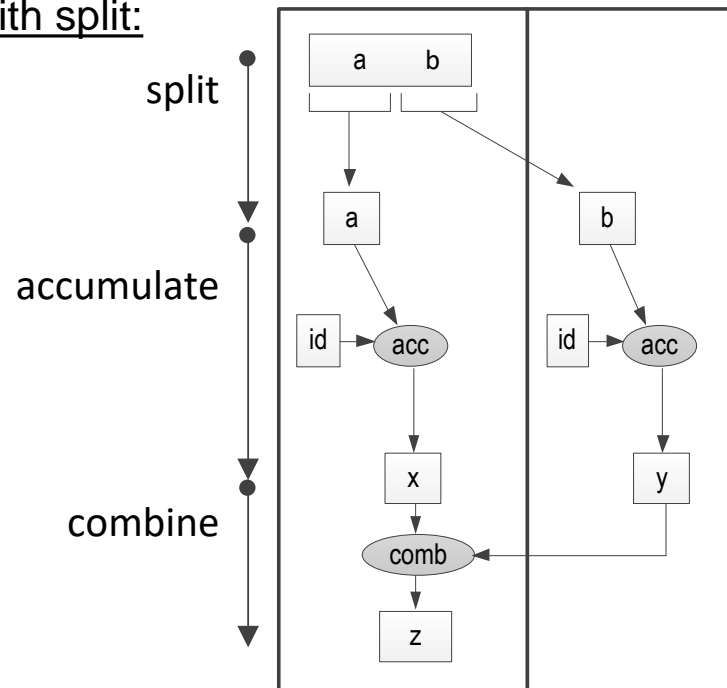 ith split:
a b
split
a b
accumulate
id acc id acc
x y
combine
comb
z